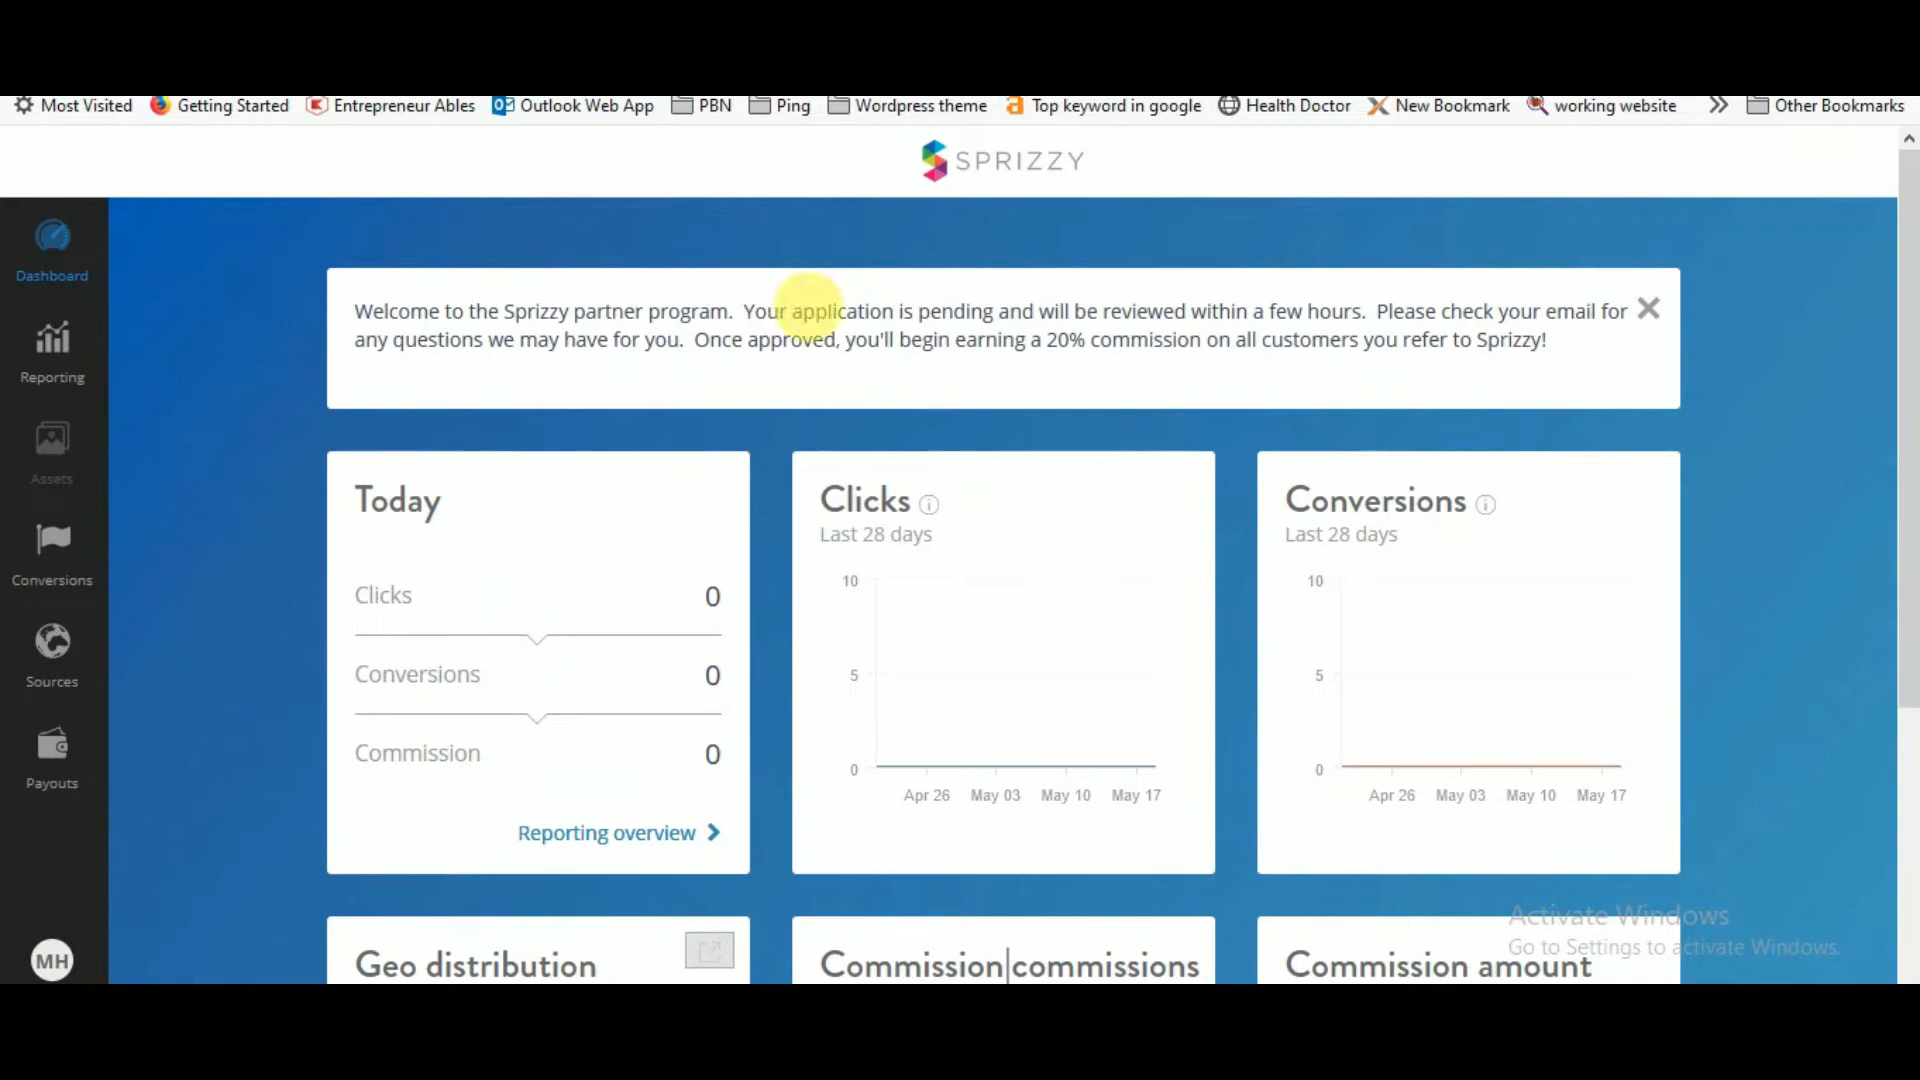 Most Visited Getting Started Entrepreneur Ables Outlook Web App PBN Ping Wordpress theme Top keyword in google Health Doctor New Bookmark working website Other Bookmarks
SPRIZZY
Dashboard
Reporting
Assets
Conversions
Sources
Payouts
MH
Welcome to the Sprizzy partner program. Your application is pending and will be reviewed within a few hours. Please check your email for
any questions we may have for you. Once approved, you'll begin earning a 20% commission on all customers you refer to Sprizzy!
Today
Clicks 0
Conversions 0
Commission 0
Reporting overview
Clicks
Last 28 days
10
5
0
Apr 26 May 03 May 10 May 17
Conversions
Last 28 days
10
5
0
Apr 26 May 03 May 10 May 17
Geo distribution
Commission commissions
Commission amount
Activate Windows
Go to Settings to activate Windows.